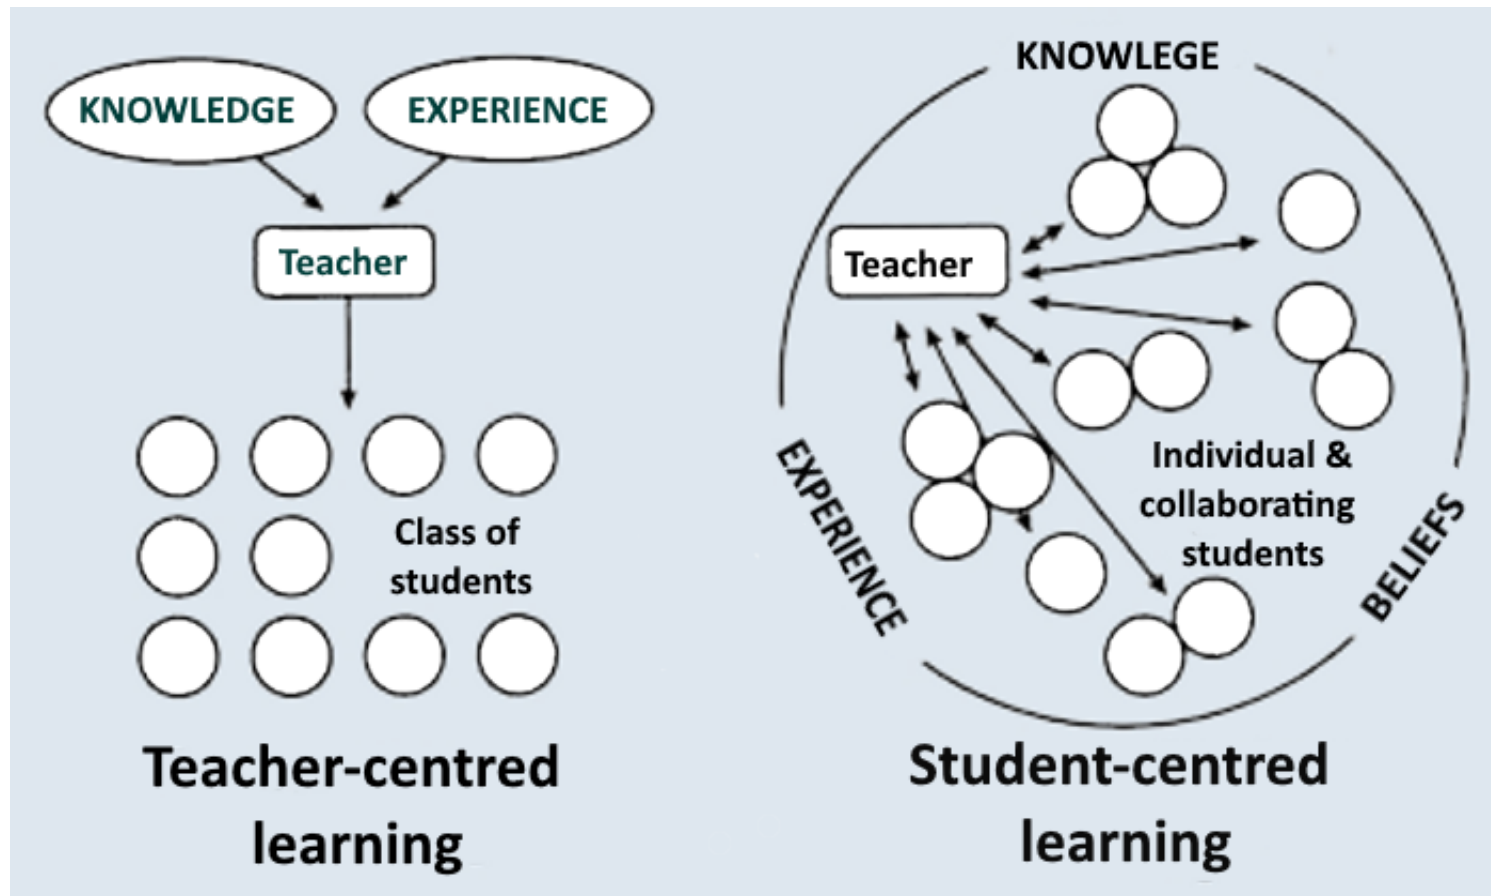 KNOWLEDGE
EXPERIENCE
Teacher
Class of
students
Teacher-centred
learning
KNOWLEGE
Teacher
Individual &
collaborating
students
EXPERIENCE
BELIEFS
Student-centred
learning